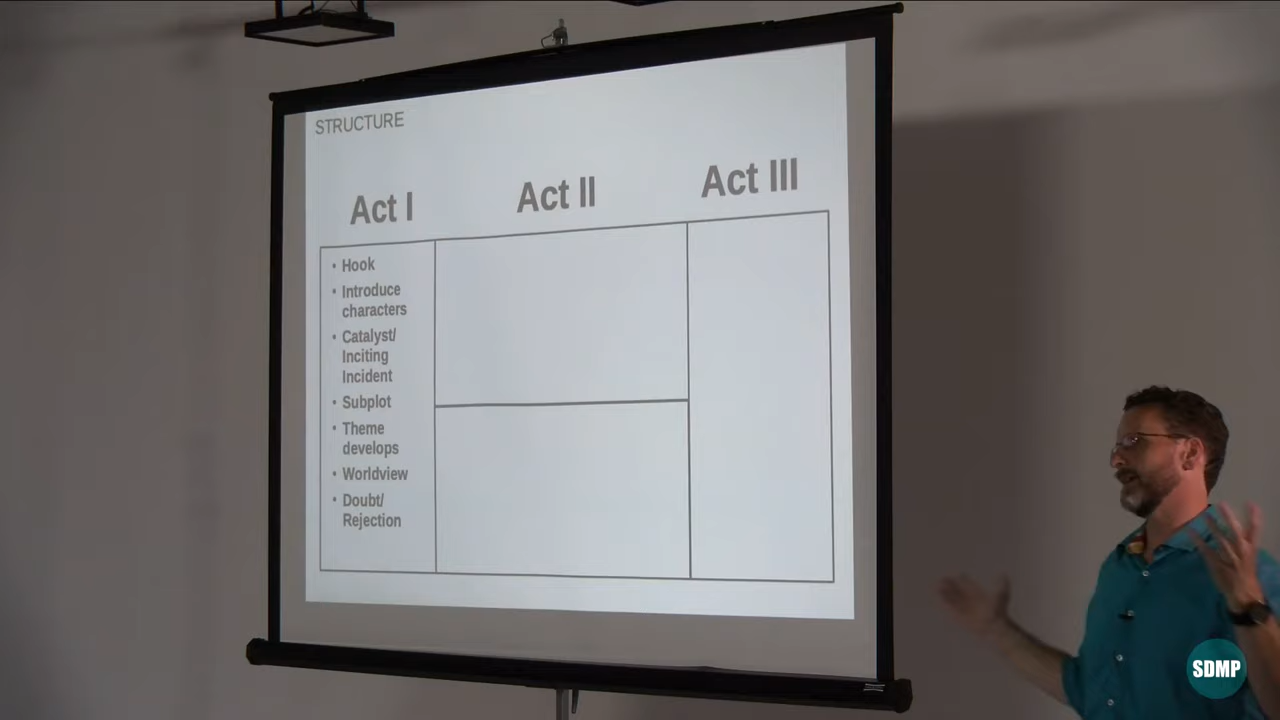 STRUCTURE
Act I
Act II
Act III
• Hook
• Introduce
characters
• Catalyst/
Inciting
Incident
• Subplot
• Theme
develops
• Worldview
• Doubt/
Rejection
SDMP